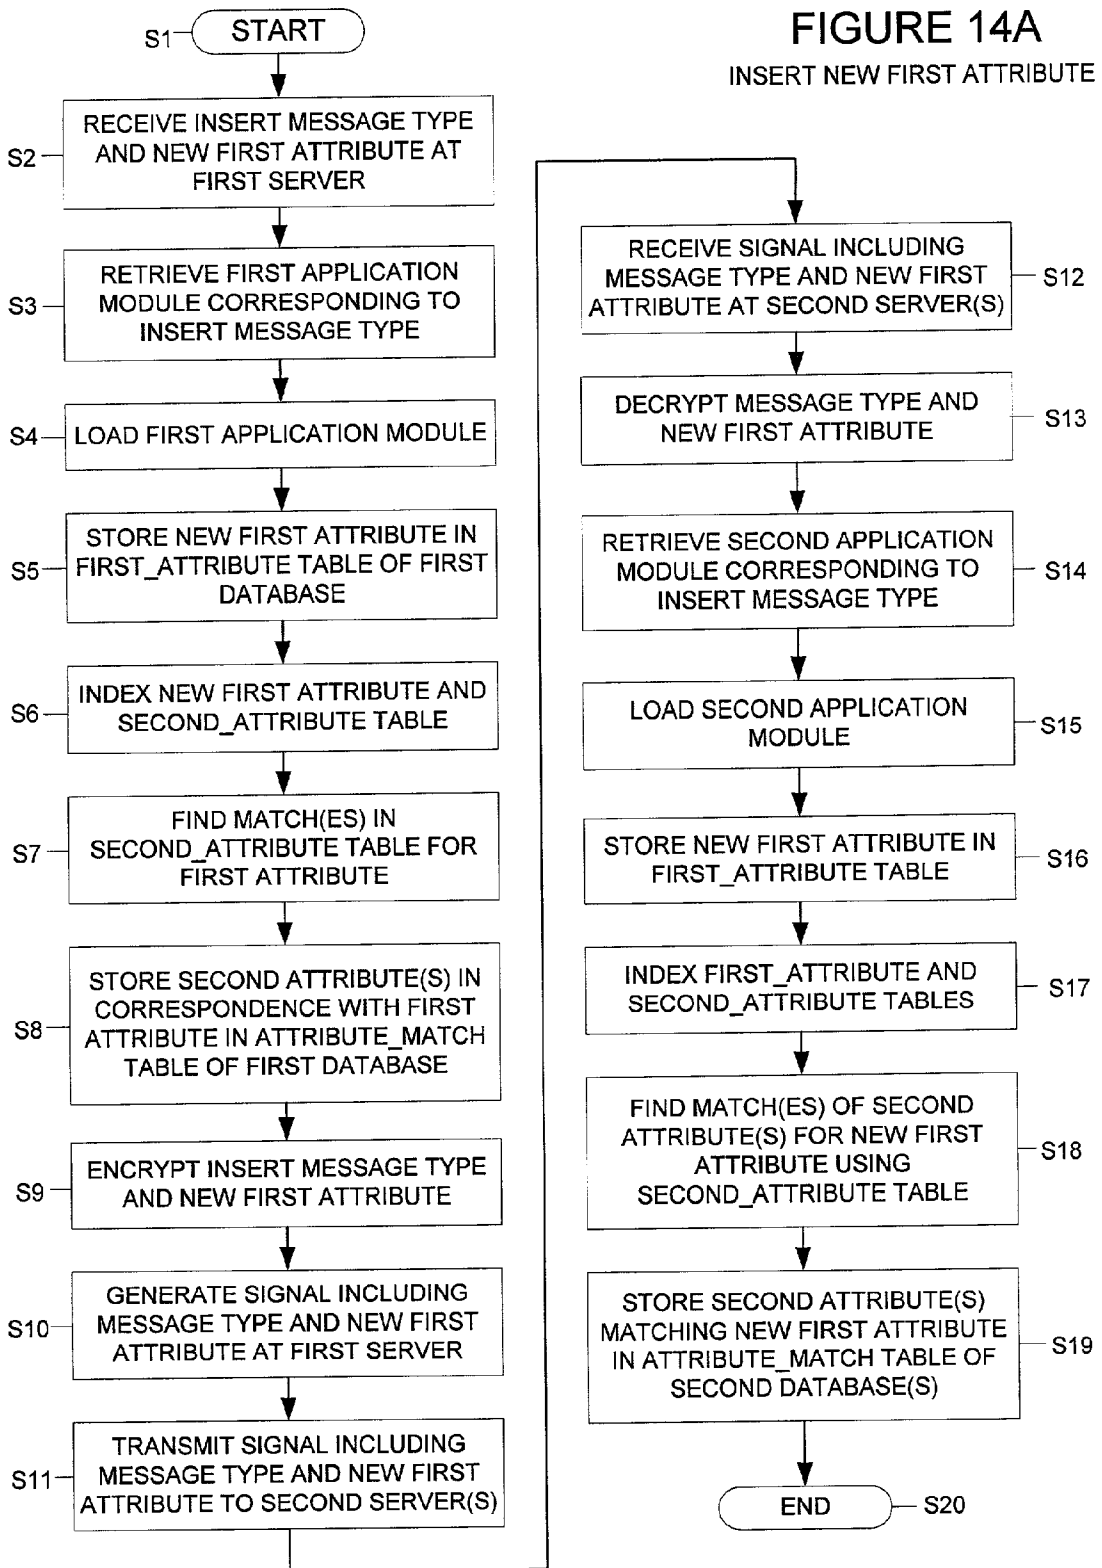 FIGURE 14A
INSERT NEW FIRST ATTRIBUTE
S1
START
S2
RECEIVE INSERT MESSAGE TYPE
AND NEW FIRST ATTRIBUTE AT
FIRST SERVER
S3
RETRIEVE FIRST APPLICATION
MODULE CORRESPONDING TO
INSERT MESSAGE TYPE
S4
LOAD FIRST APPLICATION MODULE
S5
STORE NEW FIRST ATTRIBUTE IN
FIRST_ATTRIBUTE TABLE OF FIRST
DATABASE
S6
INDEX NEW FIRST ATTRIBUTE AND
SECOND_ATTRIBUTE TABLE
S7
FIND MATCH(ES) IN
SECOND_ATTRIBUTE TABLE FOR
FIRST ATTRIBUTE
S8
STORE SECOND ATTRIBUTE(S) IN
CORRESPONDENCE WITH FIRST
ATTRIBUTE IN ATTRIBUTE_MATCH
TABLE OF FIRST DATABASE
S9
ENCRYPT INSERT MESSAGE TYPE
AND NEW FIRST ATTRIBUTE
S10
GENERATE SIGNAL INCLUDING
MESSAGE TYPE AND NEW FIRST
ATTRIBUTE AT FIRST SERVER
S11
TRANSMIT SIGNAL INCLUDING
MESSAGE TYPE AND NEW FIRST
ATTRIBUTE TO SECOND SERVER(S)
RECEIVE SIGNAL INCLUDING
MESSAGE TYPE AND NEW FIRST
ATTRIBUTE AT SECOND SERVER(S)
S12
DECRYPT MESSAGE TYPE AND
NEW FIRST ATTRIBUTE
S13
RETRIEVE SECOND APPLICATION
MODULE CORRESPONDING TO
INSERT MESSAGE TYPE
S14
LOAD SECOND APPLICATION
MODULE
S15
STORE NEW FIRST ATTRIBUTE IN
FIRST_ATTRIBUTE TABLE
S16
INDEX FIRST_ATTRIBUTE AND
SECOND_ATTRIBUTE TABLES
S17
FIND MATCH(ES) OF SECOND
ATTRIBUTE(S) FOR NEW FIRST
ATTRIBUTE USING
SECOND_ATTRIBUTE TABLE
S18
STORE SECOND ATTRIBUTE(S)
MATCHING NEW FIRST ATTRIBUTE
IN ATTRIBUTE_MATCH TABLE OF
SECOND DATABASE(S)
S19
END
S20